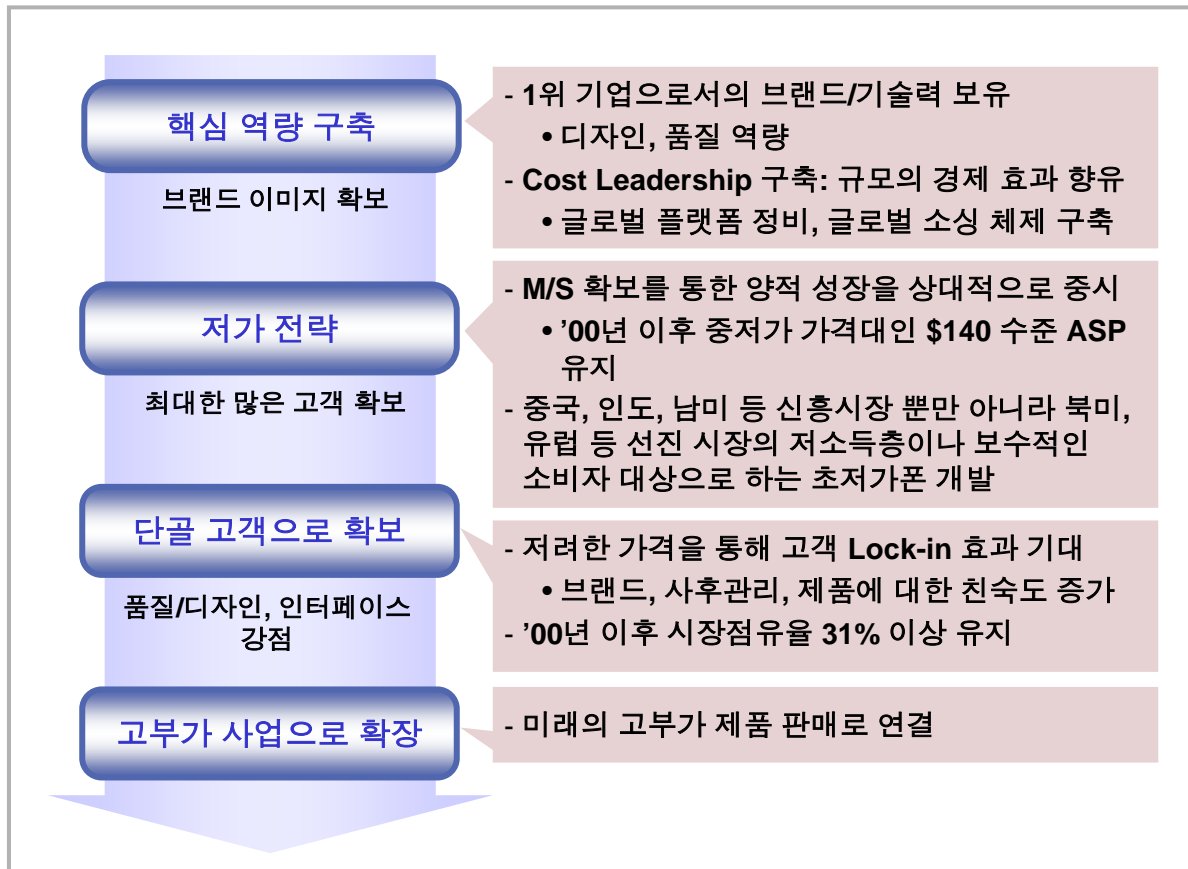 핵심 역량 구축
브랜드 이미지 확보
- 1위 기업으로서의 브랜드/기술력 보유
• 디자인, 품질 역량
- Cost Leadership 구축: 규모의 경제 효과 향유
• 글로벌 플랫폼 정비, 글로벌 소싱 체제 구축
저가 전략
최대한 많은 고객 확보
- M/S 확보를 통한 양적 성장을 상대적으로 중시
• ’00년 이후 중저가 가격대인 $140 수준 ASP
유지
- 중국, 인도, 남미 등 신흥시장 뿐만 아니라 북미,
유럽 등 선진 시장의 저소득층이나 보수적인
소비자 대상으로 하는 초저가폰 개발
단골 고객으로 확보
품질/디자인, 인터페이스
강점
- 저려한 가격을 통해 고객 Lock-in 효과 기대
• 브랜드, 사후관리, 제품에 대한 친숙도 증가
- ’00년 이후 시장점유율 31% 이상 유지
고부가 사업으로 확장
- 미래의 고부가 제품 판매로 연결